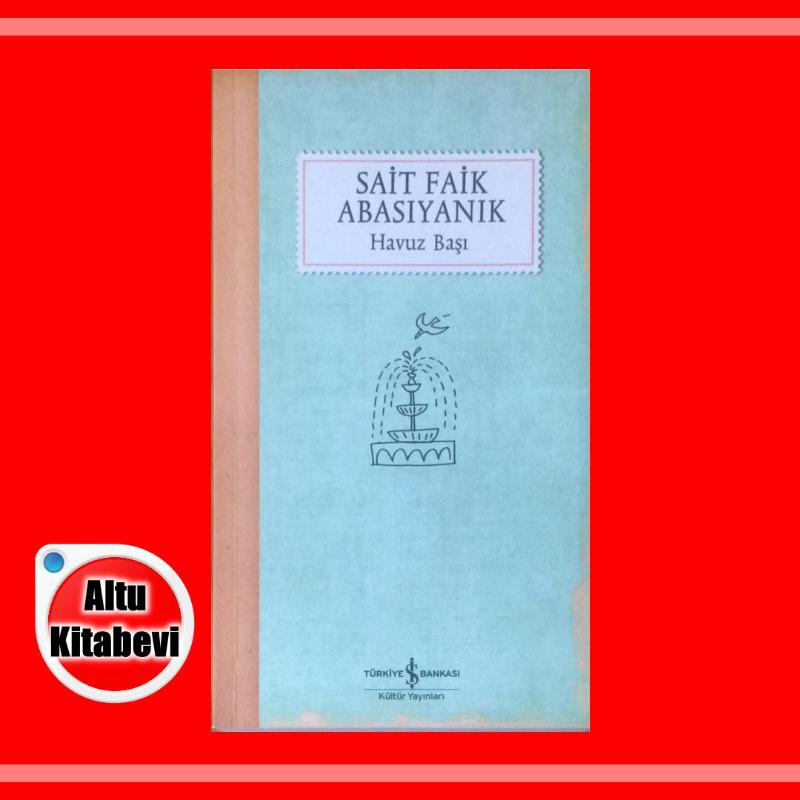 SAİT FAİK
ABASIYANIK
Havuz Başı
Altu
Kitabevi
TÜRKİYE İŞ BANKASI
Kültür Yayınları